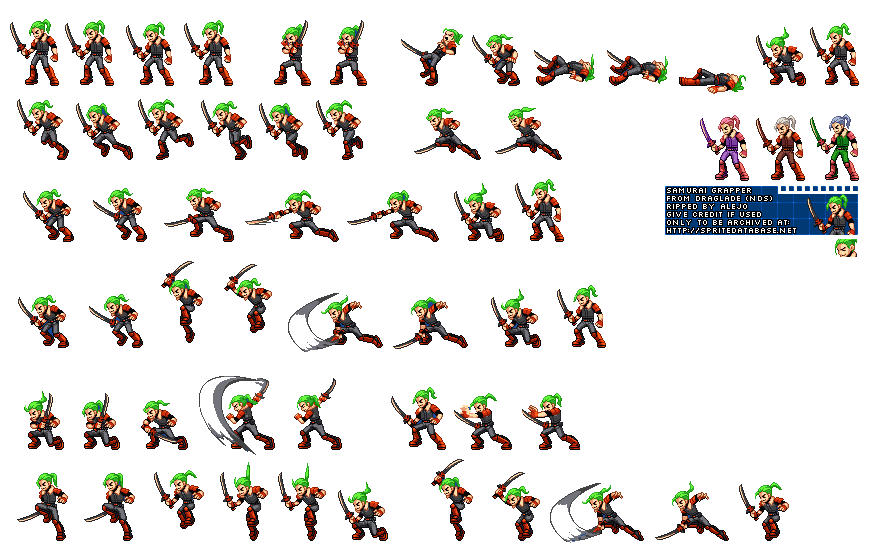 SAMURAI GRAPPER
FROM DRAGLADE (NDS)
RIPPED BY ALEJO
GIVE CREDIT IF USED
ONLY TO BE ARCHIVED AT:
HTTP://SPRITEDATABASE.NET